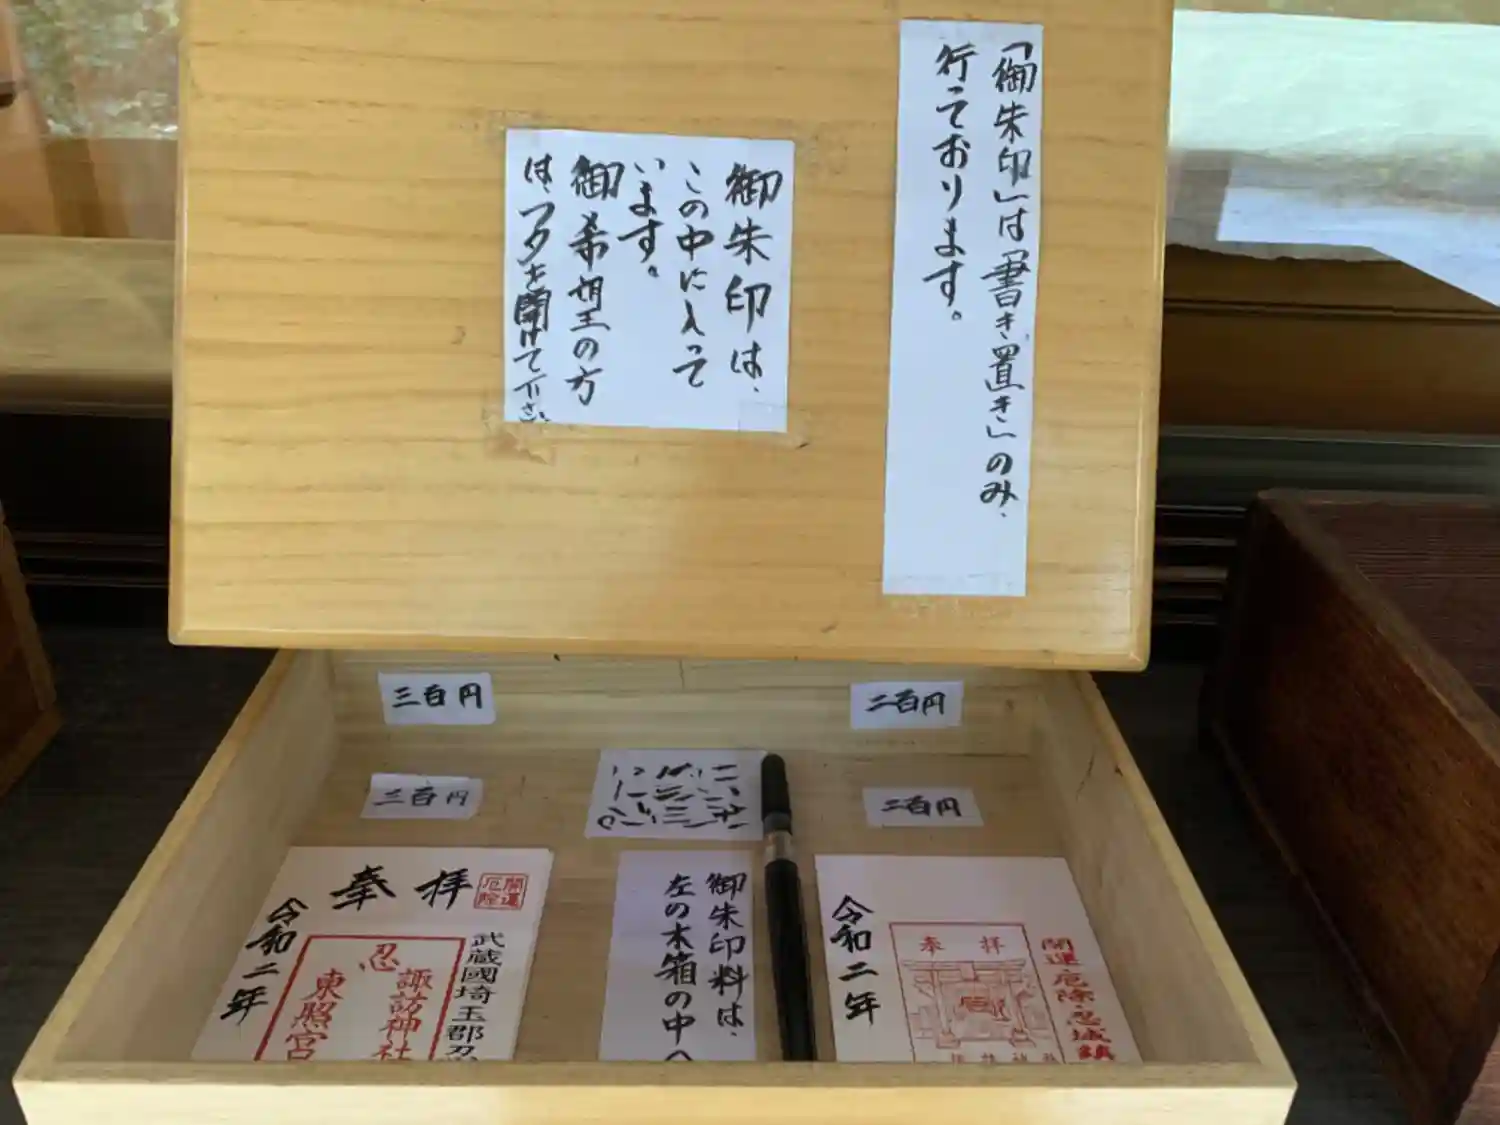 「御朱印」は「書き置き」のみ、
行っております。
御朱印は、
この中に入って
います。
御希望の方
は、フタを開けて下さい。
三百円
二百円
三百円
二百円
開運
厄除
奉拝
令和二年
武蔵國埼玉郡忍
諏訪神社
忍
東照宮
御朱印料は、
左の木箱の中へ
令和二年
奉拝
開運・厄除・忍城鎮